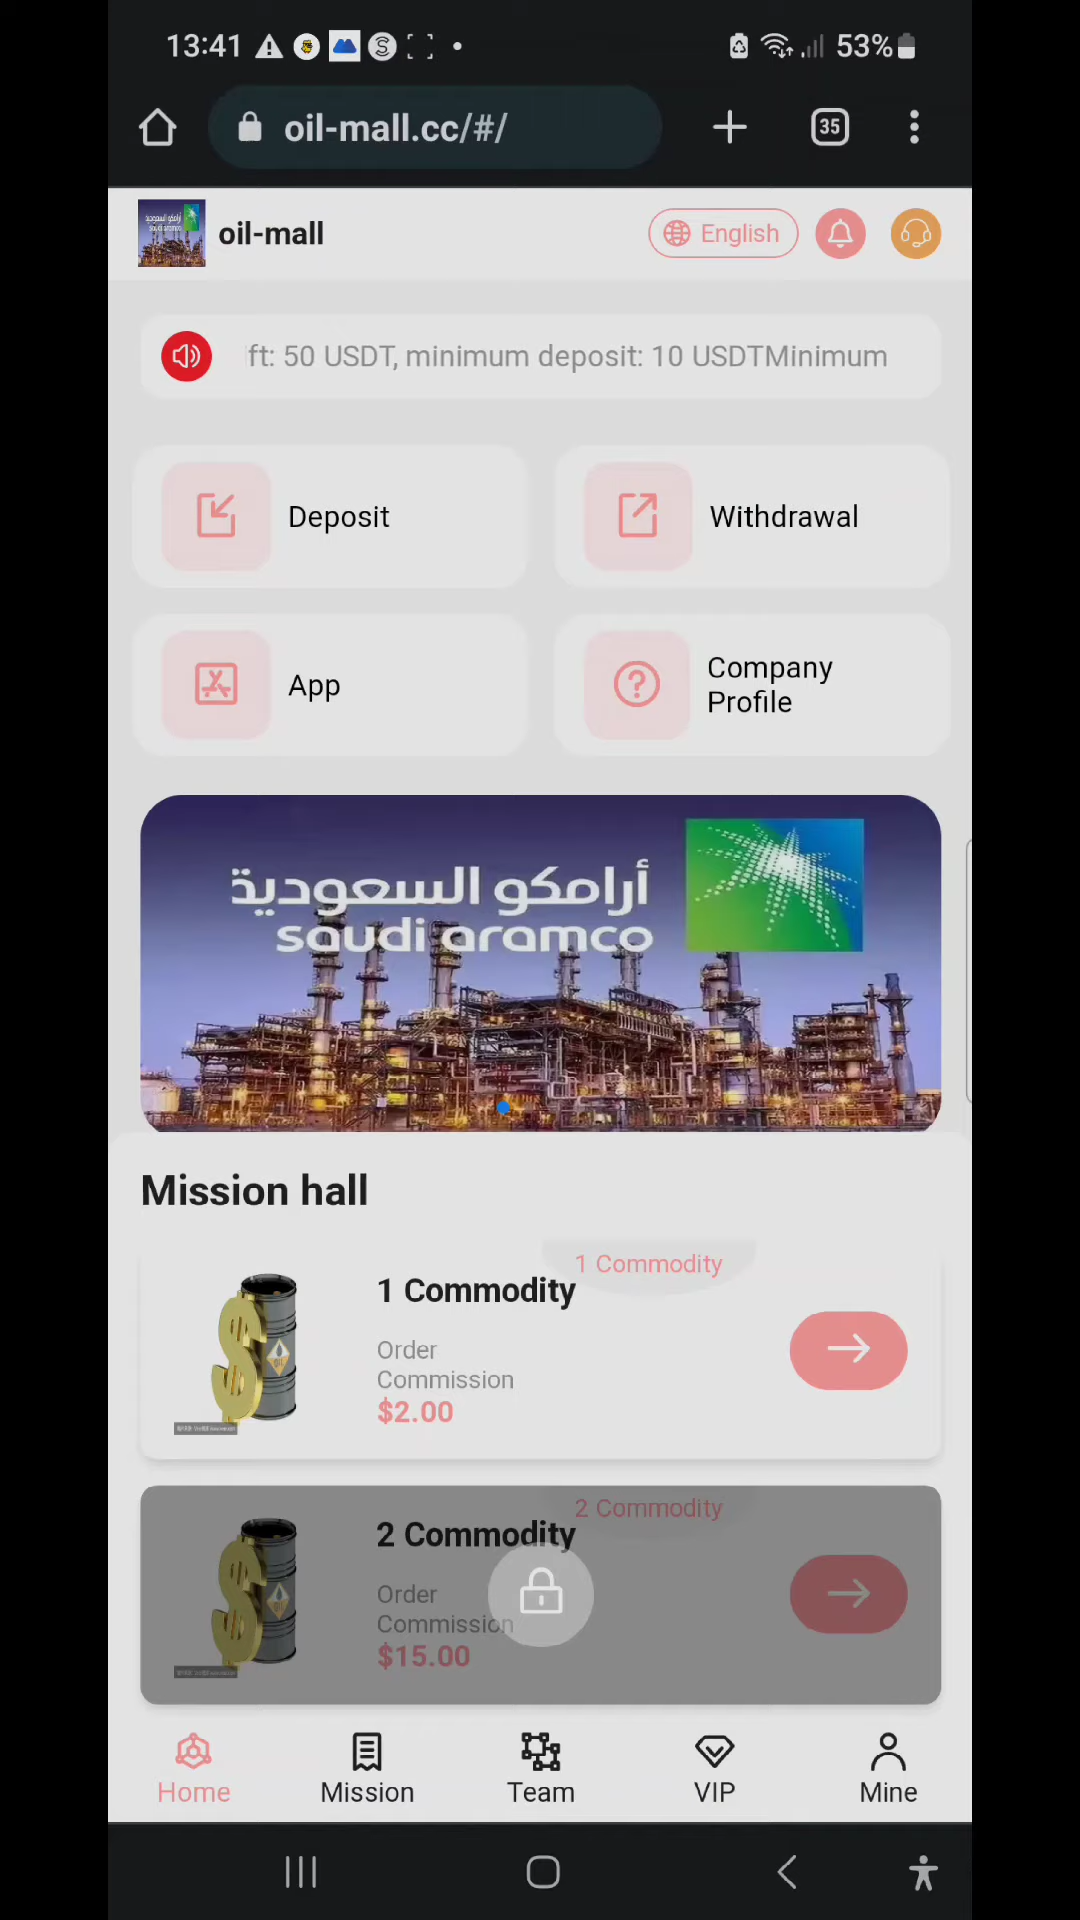 13:41
53%
oil-mall.cc/#/
35
oil-mall
English
ft: 50 USDT, minimum deposit: 10 USDTMinimum
Deposit
Withdrawal
App
Company
Profile
أرامكو السعودية
saudi aramco
Mission hall
1 Commodity
1 Commodity
Order
Commission
$2.00
2 Commodity
2 Commodity
Order
Commission
$15.00
Home
Mission
Team
VIP
Mine